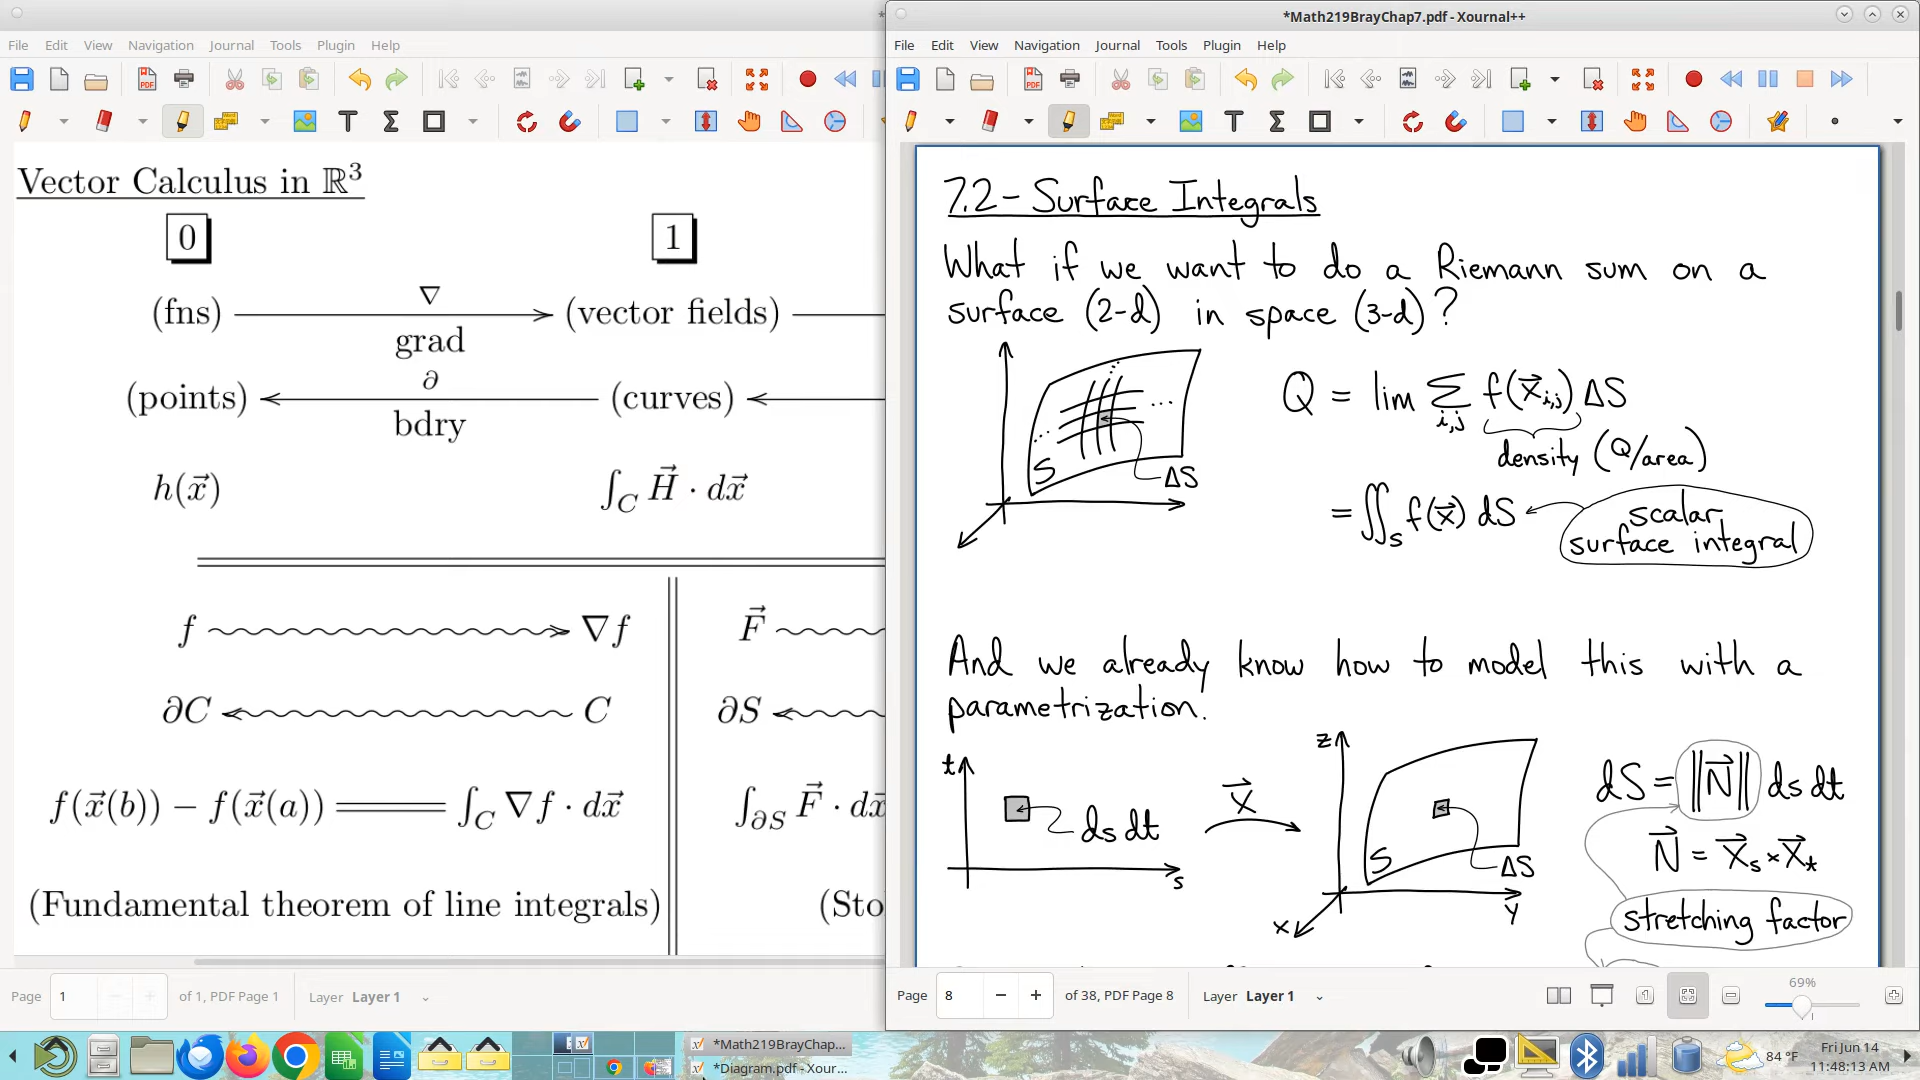 *Math219BrayChap7.pdf - Xournal++
File Edit View Navigation Journal Tools Plugin Help
File Edit View Navigation Journal Tools Plugin Help
Vector Calculus in ℝ³
0 1
(fns) ∇ grad (vector fields)
(points) ∂ bdry (curves)
h(x⃗) ∫_C H⃗ · dx⃗
f ∇f F⃗
∂C C ∂S
f(x⃗(b)) − f(x⃗(a)) ═══ ∫_C ∇f · dx⃗ ∫_∂S F⃗ ·
(Fundamental theorem of line integrals) (Sto
Page 1 of 1, PDF Page 1 Layer Layer 1
7.2 - Surface Integrals
What if we want to do a Riemann sum on a
surface (2-d) in space (3-d)?
S ΔS
Q = lim Σ_i,j f(x⃗_i,j) ΔS
density (Q/area)
= ∬_S f(x⃗) dS
scalar
surface integral
And we already know how to model this with a
parametrization.
t ds dt s
X⃗
z S ΔS x y
dS = ‖N⃗‖ ds dt
N⃗ = X⃗_s × X⃗_t
stretching factor
Page 8 of 38, PDF Page 8 Layer Layer 1 69%
*Math219BrayChap...
*Diagram.pdf - Xour...
84 °F
Fri Jun 14
11:48:13 AM